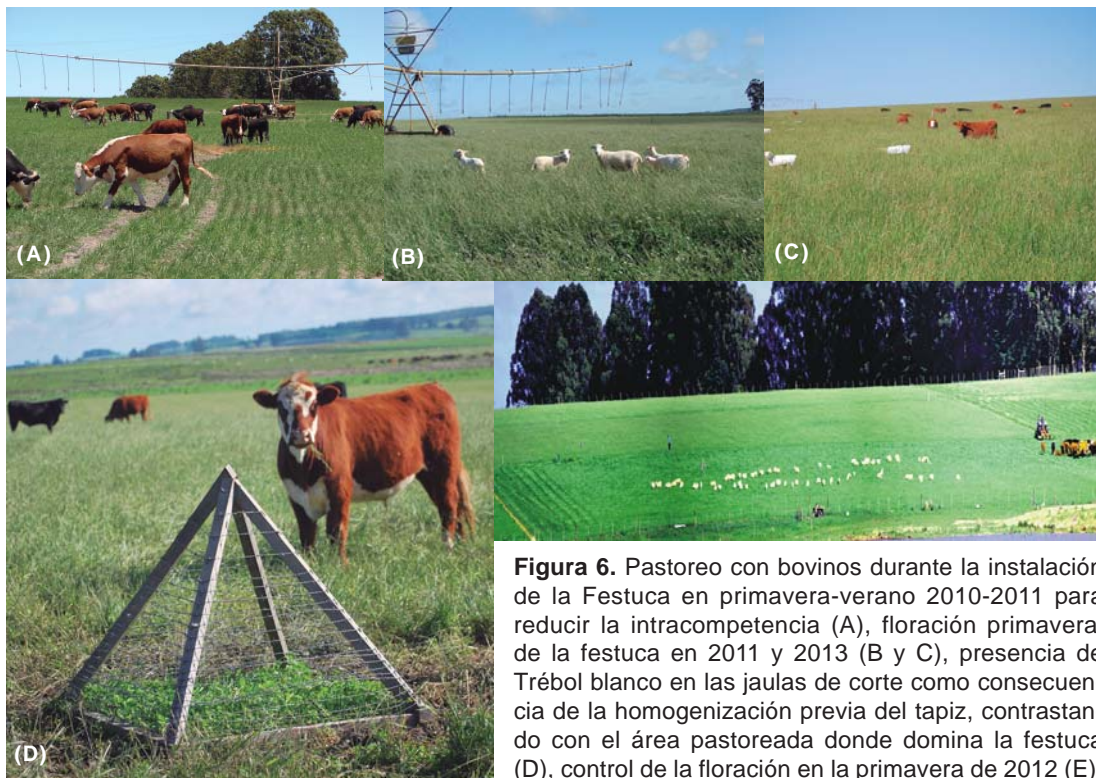 (A)
(B)
(C)
(D)
Figura 6. Pastoreo con bovinos durante la instalación
de la Festuca en primavera-verano 2010-2011 para
reducir la intracompetencia (A), floración primavera
de la festuca en 2011 y 2013 (B y C), presencia de
Trébol blanco en las jaulas de corte como consecuen
cia de la homogenización previa del tapiz, contrastan
do con el área pastoreada donde domina la festuca
(D), control de la floración en la primavera de 2012 (E)